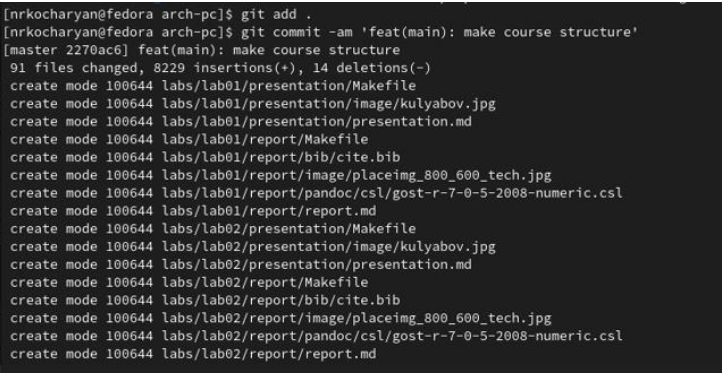 [nrkocharyan@fedora arch-pc]$ git add .
[nrkocharyan@fedora arch-pc]$ git commit -am 'feat(main): make course structure'
[master 2270ac6] feat(main): make course structure
 91 files changed, 8229 insertions(+), 14 deletions(-)
 create mode 100644 labs/lab01/presentation/Makefile
 create mode 100644 labs/lab01/presentation/image/kulyabov.jpg
 create mode 100644 labs/lab01/presentation/presentation.md
 create mode 100644 labs/lab01/report/Makefile
 create mode 100644 labs/lab01/report/bib/cite.bib
 create mode 100644 labs/lab01/report/image/placeimg_800_600_tech.jpg
 create mode 100644 labs/lab01/report/pandoc/csl/gost-r-7-0-5-2008-numeric.csl
 create mode 100644 labs/lab01/report/report.md
 create mode 100644 labs/lab02/presentation/Makefile
 create mode 100644 labs/lab02/presentation/image/kulyabov.jpg
 create mode 100644 labs/lab02/presentation/presentation.md
 create mode 100644 labs/lab02/report/Makefile
 create mode 100644 labs/lab02/report/bib/cite.bib
 create mode 100644 labs/lab02/report/image/placeimg_800_600_tech.jpg
 create mode 100644 labs/lab02/report/pandoc/csl/gost-r-7-0-5-2008-numeric.csl
 create mode 100644 labs/lab02/report/report.md